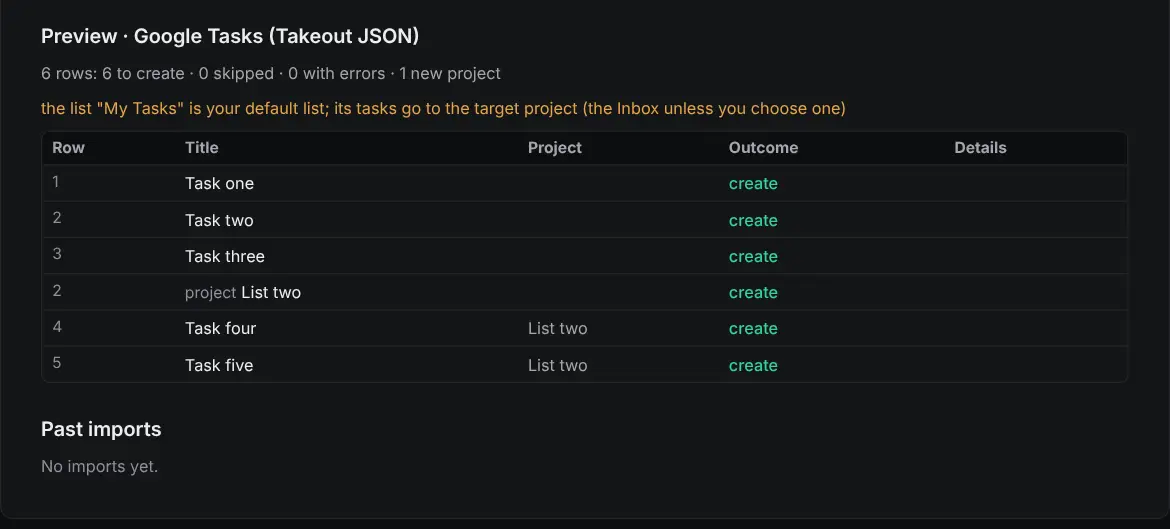 Preview · Google Tasks (Takeout JSON)
6 rows: 6 to create · 0 skipped · 0 with errors · 1 new project
the list "My Tasks" is your default list; its tasks go to the target project (the Inbox unless you choose one)
Row Title Project Outcome Details
1 Task one create
2 Task two create
3 Task three create
2 project List two create
4 Task four List two create
5 Task five List two create
Past imports
No imports yet.